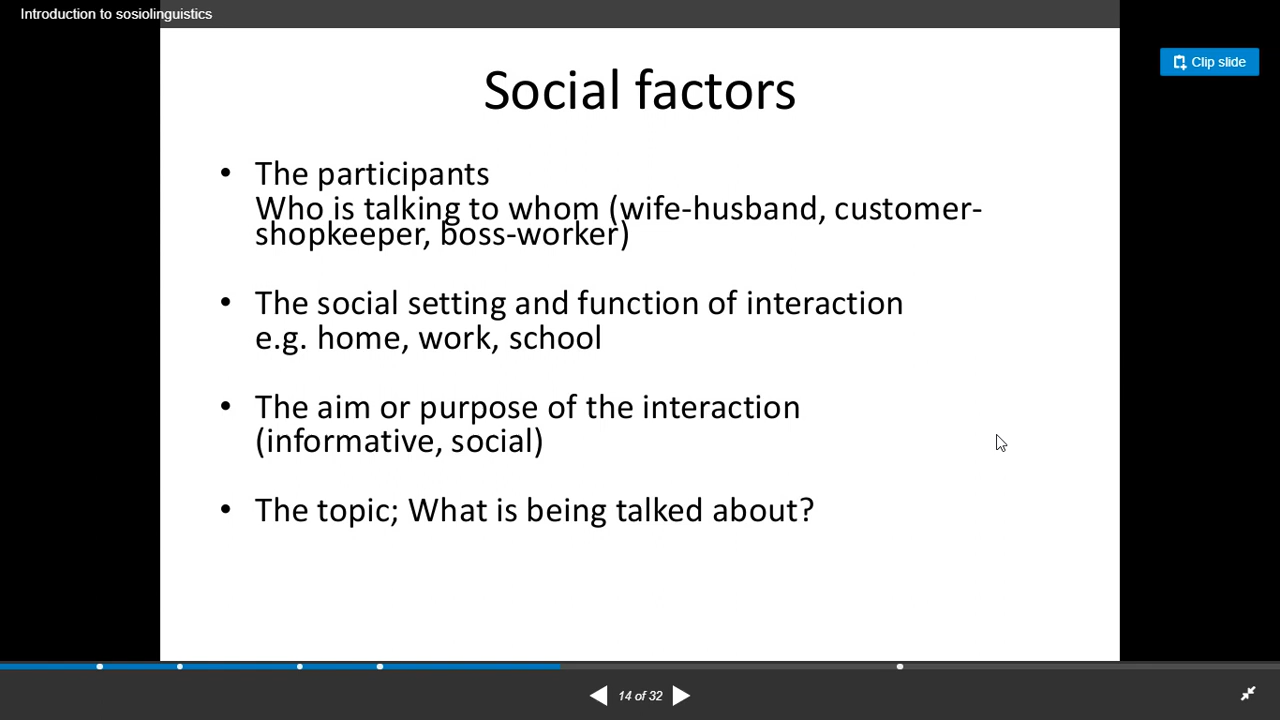 Introduction to sosiolinguistics
Clip slide
Social factors
• The participants
Who is talking to whom (wife-husband, customer-
shopkeeper, boss-worker)
• The social setting and function of interaction
e.g. home, work, school
• The aim or purpose of the interaction
(informative, social)
• The topic; What is being talked about?
14 of 32